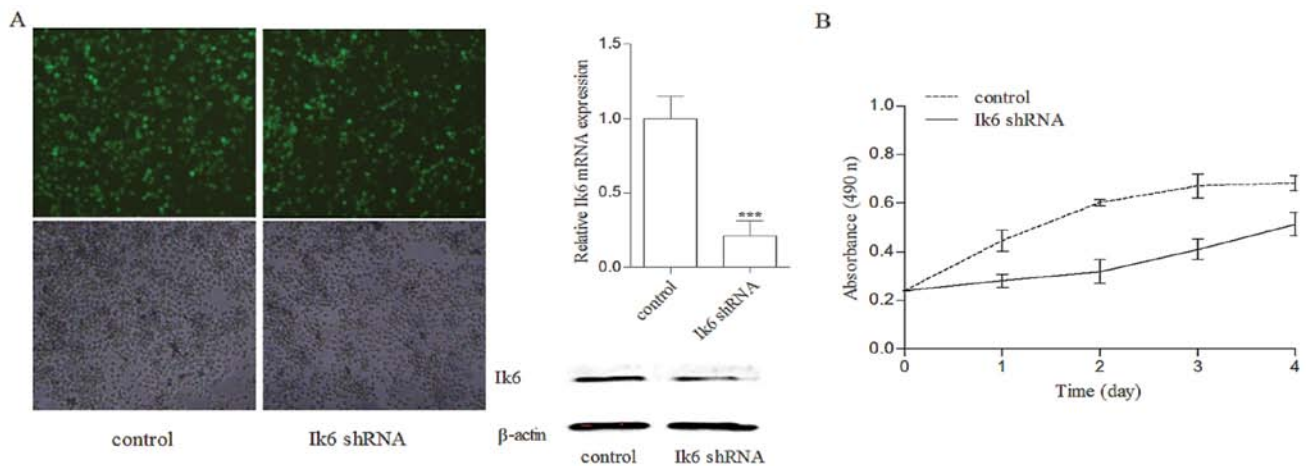 A
control
Ik6 shRNA
Relative Ik6 mRNA expression
1.5
1.0
0.5
0.0
***
control
Ik6 shRNA
Ik6
β-actin
control
Ik6 shRNA
B
control
Ik6 shRNA
Absorbance (490 n)
1.0
0.8
0.6
0.4
0.2
0.0
0 1 2 3 4
Time (day)